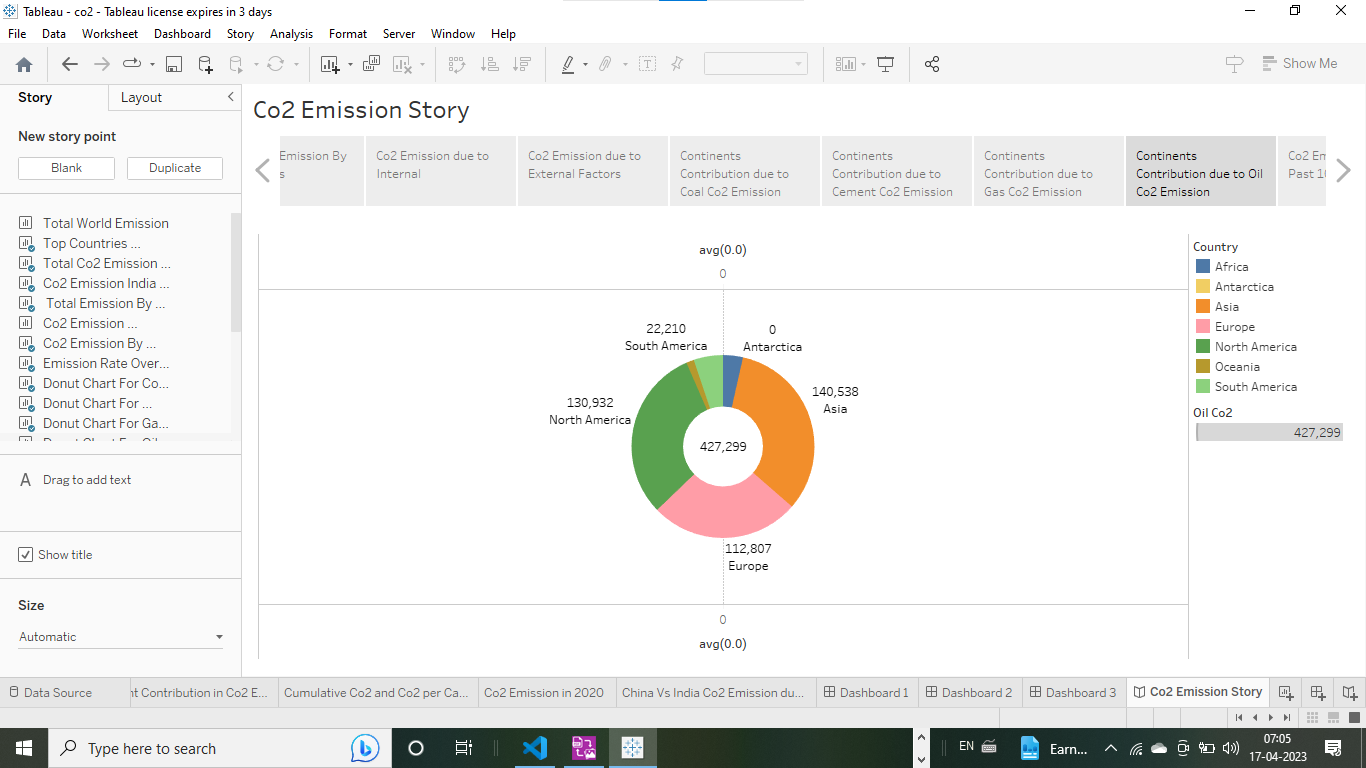 Tableau - co2 - Tableau license expires in 3 days
File Data Worksheet Dashboard Story Analysis Format Server Window Help
Show Me
Story Layout
New story point
Blank Duplicate
Total World Emission
Top Countries ...
Total Co2 Emission ...
Co2 Emission India ...
Total Emission By ...
Co2 Emission ...
Co2 Emission By ...
Emission Rate Over...
Donut Chart For Co...
Donut Chart For ...
Donut Chart For Ga...
A Drag to add text
Show title
Size
Automatic
Co2 Emission Story
Emission By
s
Co2 Emission due to
Internal
Co2 Emission due to
External Factors
Continents
Contribution due to
Coal Co2 Emission
Continents
Contribution due to
Cement Co2 Emission
Continents
Contribution due to
Gas Co2 Emission
Continents
Contribution due to Oil
Co2 Emission
Co2 Em
Past 10
avg(0.0)
0
22,210
South America
0
Antarctica
140,538
Asia
130,932
North America
427,299
112,807
Europe
0
avg(0.0)
Country
Africa
Antarctica
Asia
Europe
North America
Oceania
South America
Oil Co2
427,299
Data Source
nt Contribution in Co2 E...
Cumulative Co2 and Co2 per Ca...
Co2 Emission in 2020
China Vs India Co2 Emission du...
Dashboard 1
Dashboard 2
Dashboard 3
Co2 Emission Story
Type here to search
EN
Earn...
07:05
17-04-2023